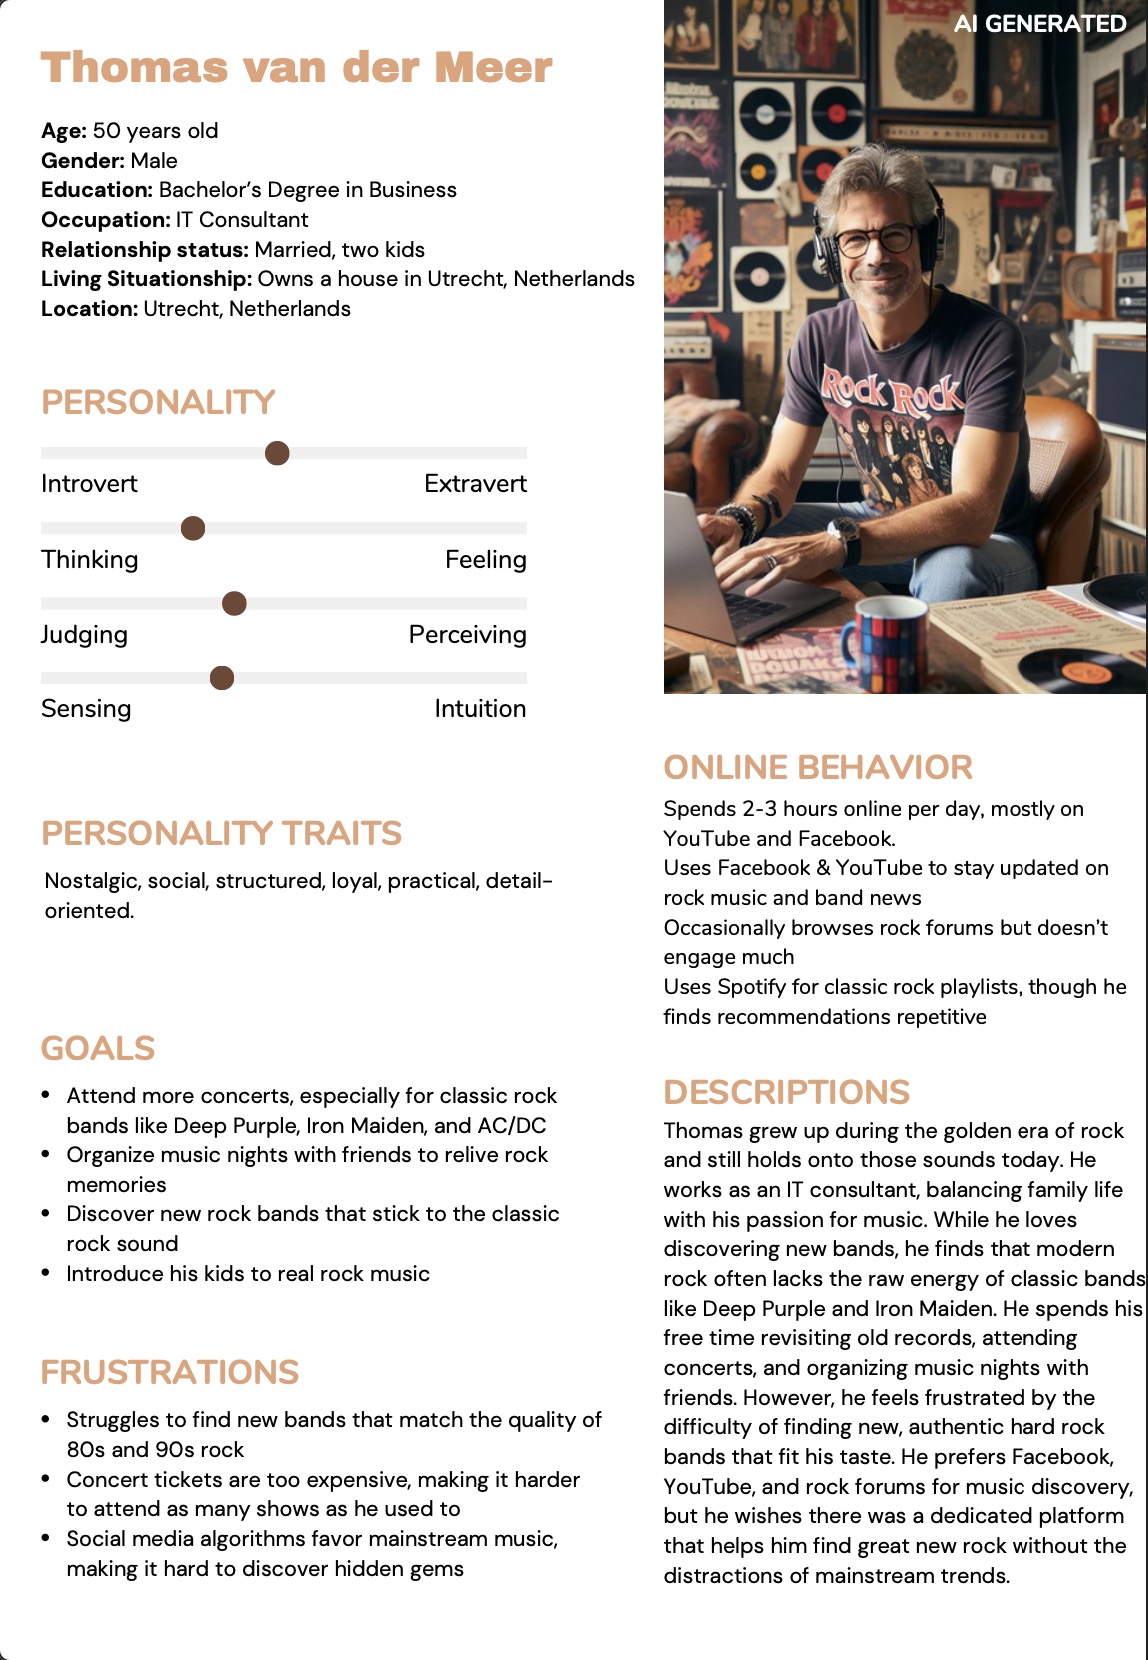 AI GENERATED
Thomas van der Meer
Age: 50 years old
Gender: Male
Education: Bachelor's Degree in Business
Occupation: IT Consultant
Relationship status: Married, two kids
Living Situationship: Owns a house in Utrecht, Netherlands
Location: Utrecht, Netherlands
PERSONALITY
Introvert Extravert
Thinking Feeling
Judging Perceiving
Sensing Intuition
PERSONALITY TRAITS
Nostalgic, social, structured, loyal, practical, detail-
oriented.
GOALS
• Attend more concerts, especially for classic rock
bands like Deep Purple, Iron Maiden, and AC/DC
• Organize music nights with friends to relive rock
memories
• Discover new rock bands that stick to the classic
rock sound
• Introduce his kids to real rock music
FRUSTRATIONS
• Struggles to find new bands that match the quality of
80s and 90s rock
• Concert tickets are too expensive, making it harder
to attend as many shows as he used to
• Social media algorithms favor mainstream music,
making it hard to discover hidden gems
Rock Rock
ONLINE BEHAVIOR
Spends 2-3 hours online per day, mostly on
YouTube and Facebook.
Uses Facebook & YouTube to stay updated on
rock music and band news
Occasionally browses rock forums but doesn't
engage much
Uses Spotify for classic rock playlists, though he
finds recommendations repetitive
DESCRIPTIONS
Thomas grew up during the golden era of rock
and still holds onto those sounds today. He
works as an IT consultant, balancing family life
with his passion for music. While he loves
discovering new bands, he finds that modern
rock often lacks the raw energy of classic bands
like Deep Purple and Iron Maiden. He spends his
free time revisiting old records, attending
concerts, and organizing music nights with
friends. However, he feels frustrated by the
difficulty of finding new, authentic hard rock
bands that fit his taste. He prefers Facebook,
YouTube, and rock forums for music discovery,
but he wishes there was a dedicated platform
that helps him find great new rock without the
distractions of mainstream trends.